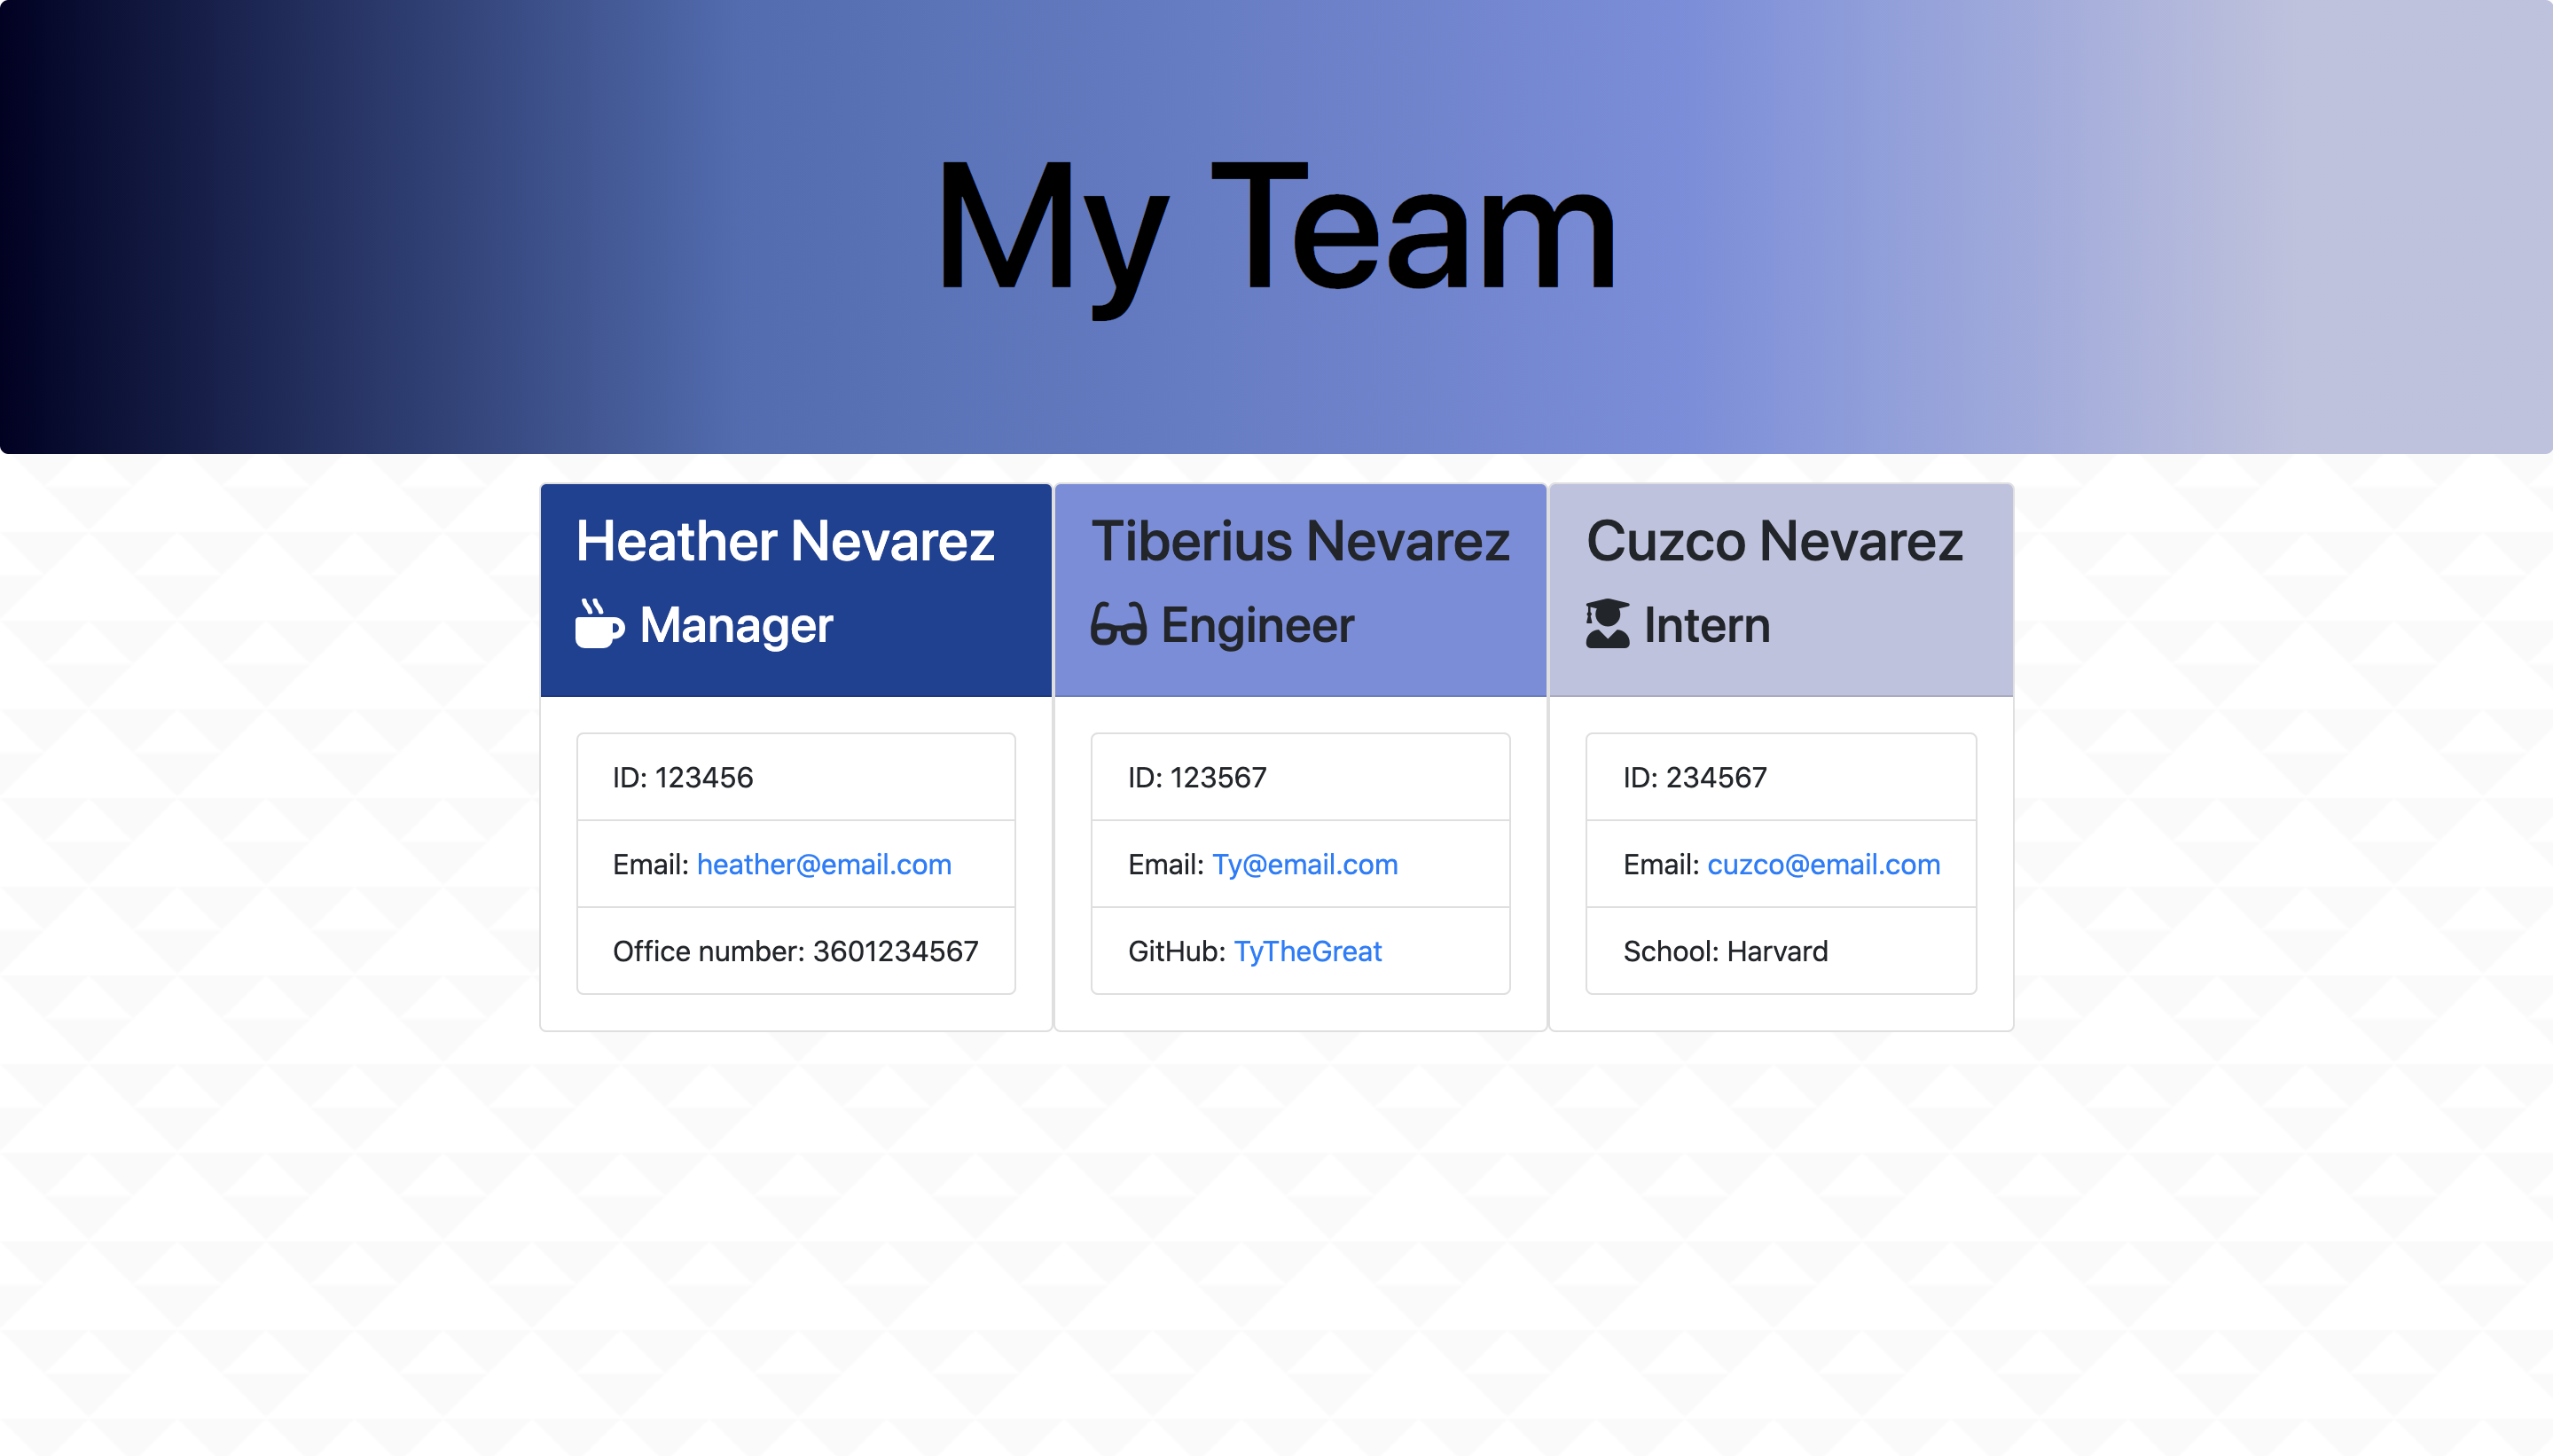 My Team
Heather Nevarez
Manager
ID: 123456
Email: heather@email.com
Office number: 3601234567
Tiberius Nevarez
Engineer
ID: 123567
Email: Ty@email.com
GitHub: TyTheGreat
Cuzco Nevarez
Intern
ID: 234567
Email: cuzco@email.com
School: Harvard